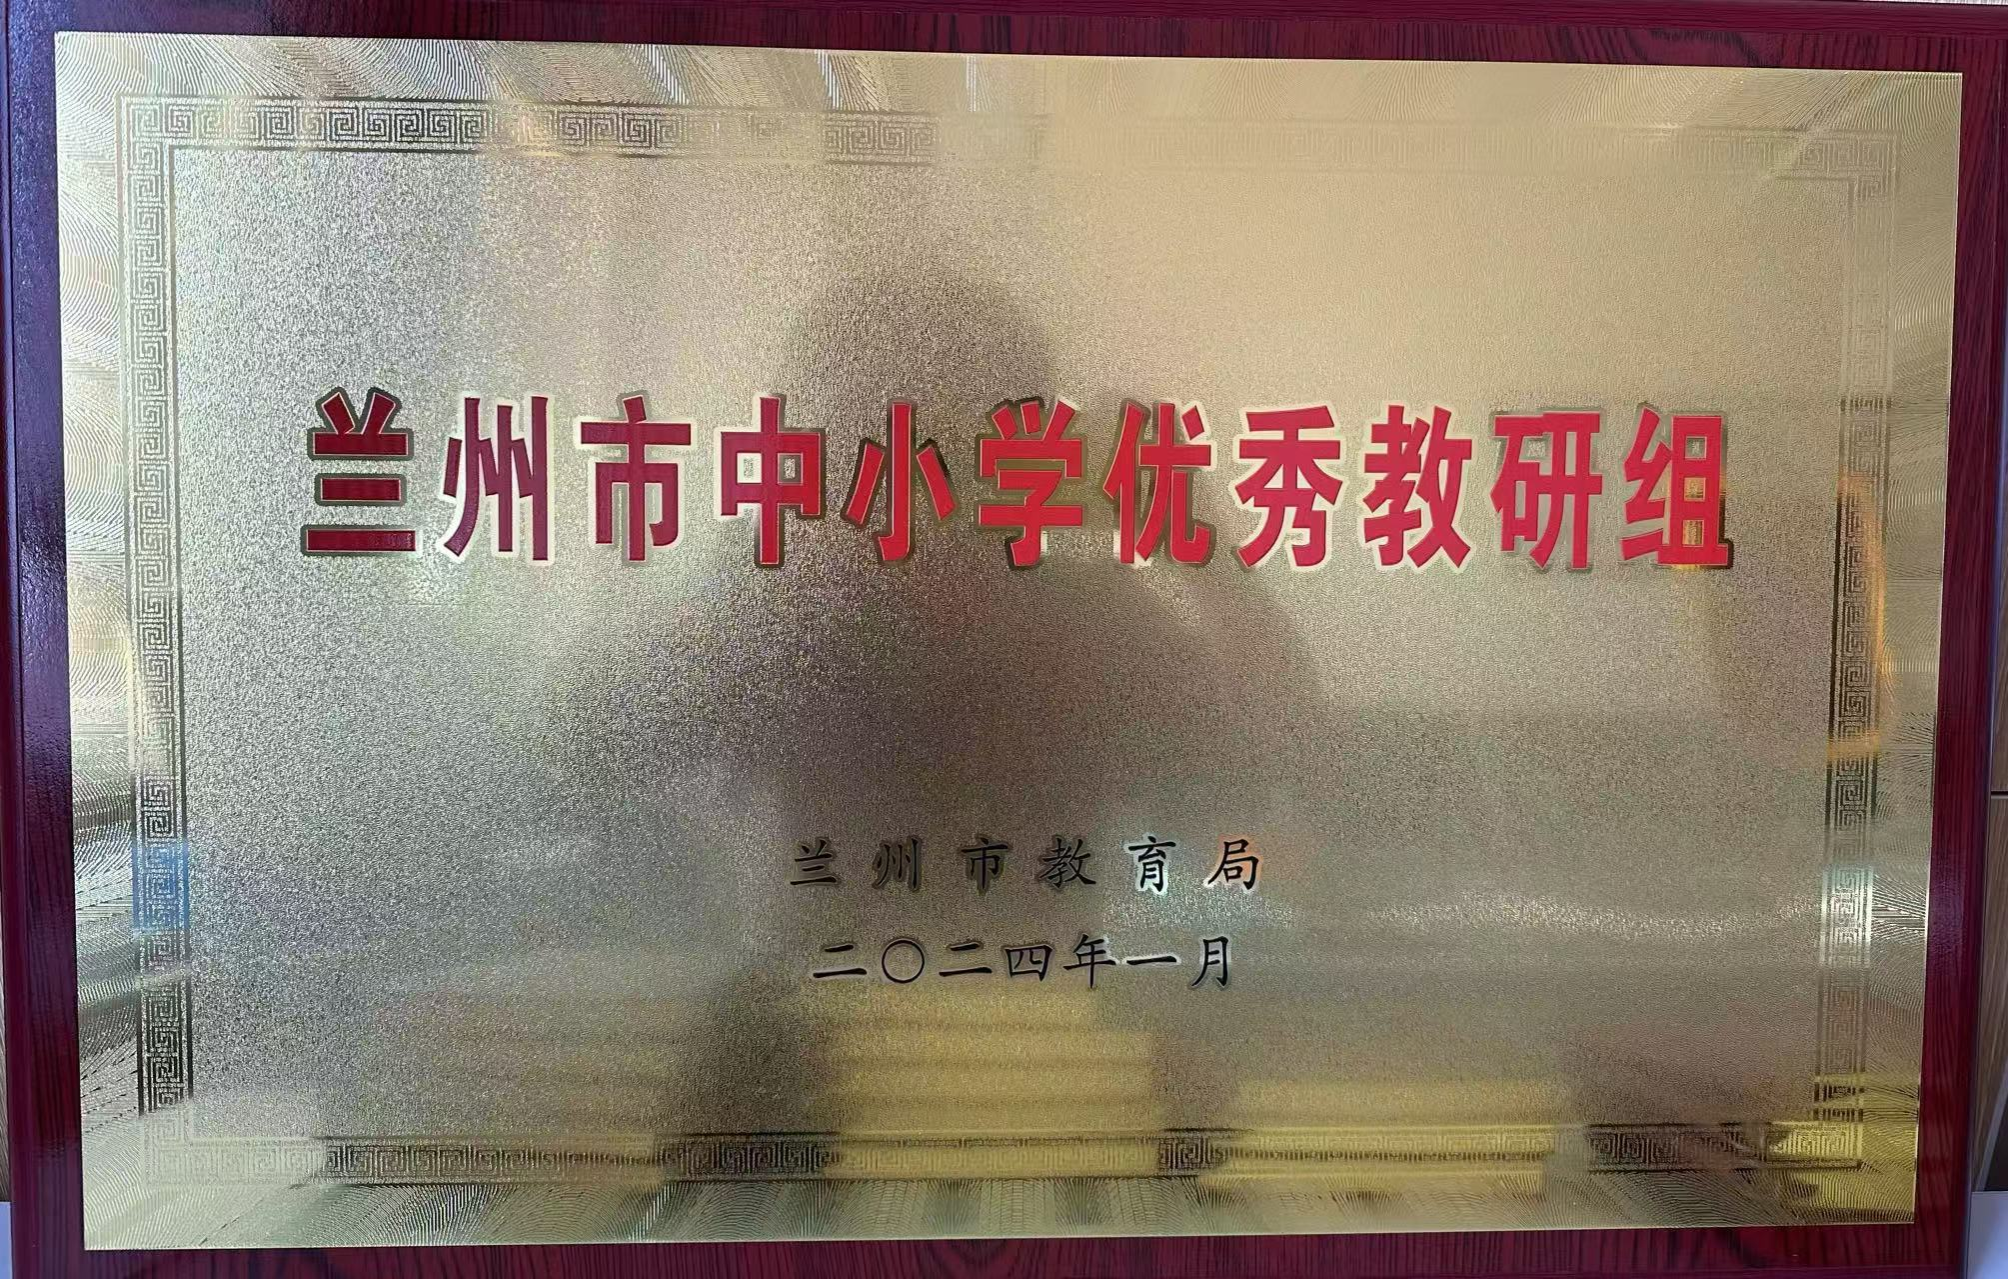 兰州市中小学优秀教研组
兰州市教育局
二〇二四年一月